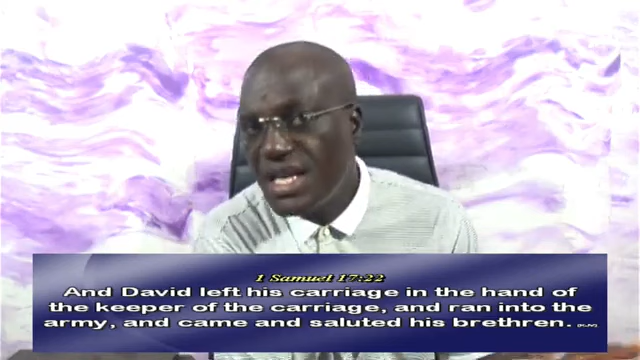 1 Samuel 17:22
And David left his carriage in the hand of
the keeper of the carriage, and ran into the
army, and came and saluted his brethren.